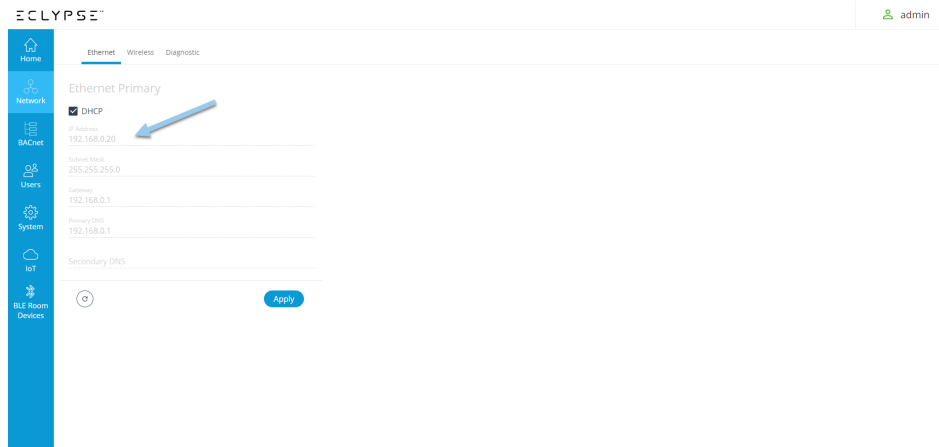 ECLYPSE™
admin
Home
Network
BACnet
Users
System
IoT
BLE Room
Devices
Ethernet Wireless Diagnostic
Ethernet Primary
DHCP
IP Address
192.168.0.20
Subnet Mask
255.255.255.0
Gateway
192.168.0.1
Primary DNS
192.168.0.1
Secondary DNS
Apply